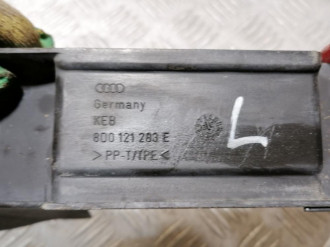 Germany
KEB
8D0 121 283 E
>PP-T/TPE<
L